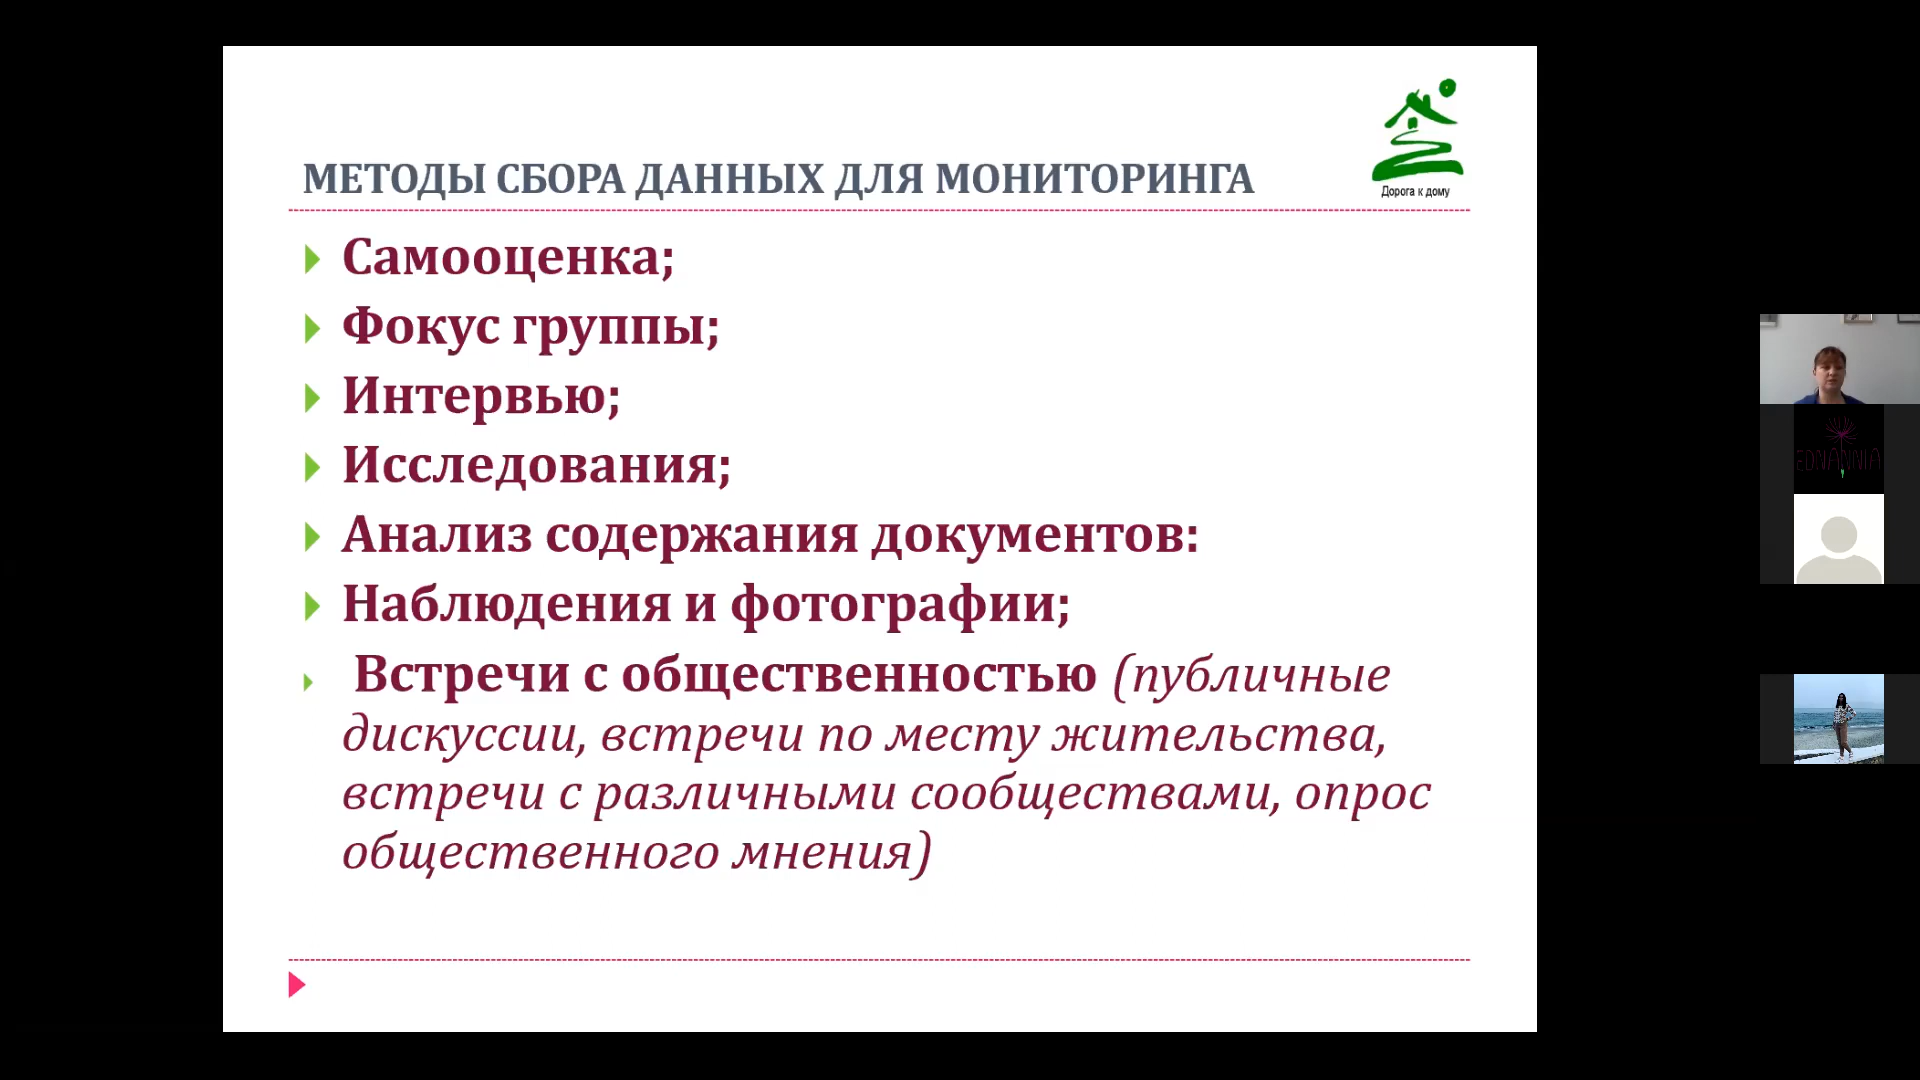 Дорога к дому
МЕТОДЫ СБОРА ДАННЫХ ДЛЯ МОНИТОРИНГА
Самооценка;
Фокус группы;
Интервью;
Исследования;
Анализ содержания документов:
Наблюдения и фотографии;
Встречи с общественностью (публичные
дискуссии, встречи по месту жительства,
встречи с различными сообществами, опрос
общественного мнения)
EDNANNIA